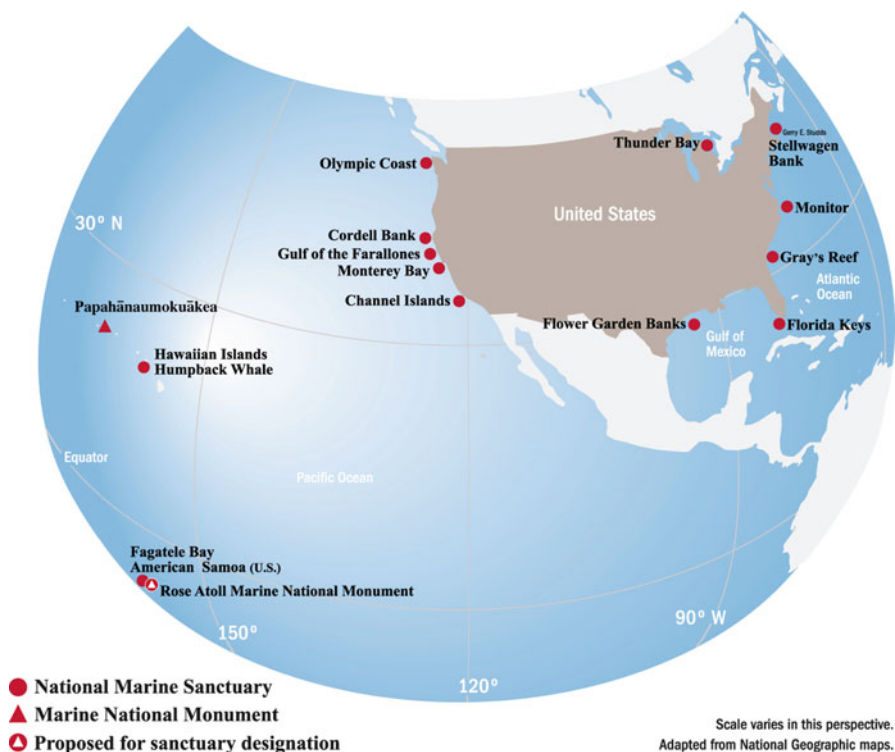 Gerry E. Studds
Stellwagen
Bank
Thunder Bay
Olympic Coast
Monitor
United States
30° N
Cordell Bank
Gulf of the Farallones
Monterey Bay
Gray's Reef
Atlantic
Ocean
Channel Islands
Papahānaumokuākea
Flower Garden Banks
Gulf of
Mexico
Florida Keys
Hawaiian Islands
Humpback Whale
Equator
Pacific Ocean
Fagatele Bay
American Samoa (U.S.)
Rose Atoll Marine National Monument
150°
90° W
120°
National Marine Sanctuary
Marine National Monument
Proposed for sanctuary designation
Scale varies in this perspective.
Adapted from National Geographic maps.